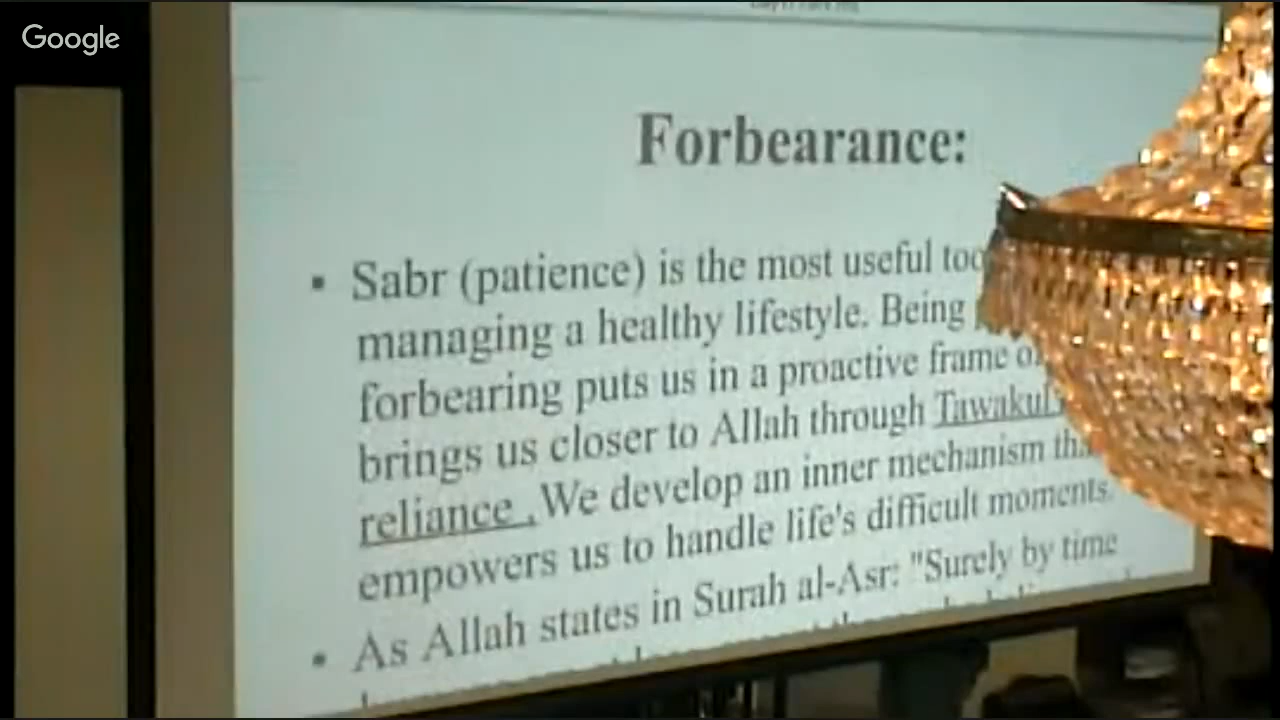 Google
Forbearance:
▪ Sabr (patience) is the most useful
managing a healthy lifestyle. Being
forbearing puts us in a proactive frame
brings us closer to Allah through Tawakul
reliance . We develop an inner mechanism
empowers us to handle life's difficult moments.
• As Allah states in Surah al-Asr: "Surely by time